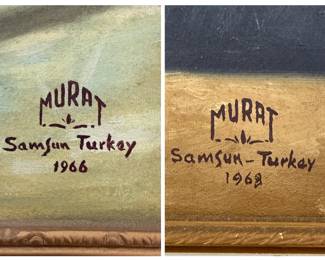 MURAT
Samsun Turkey
1966
MURAT
Samsun - Turkey
1968